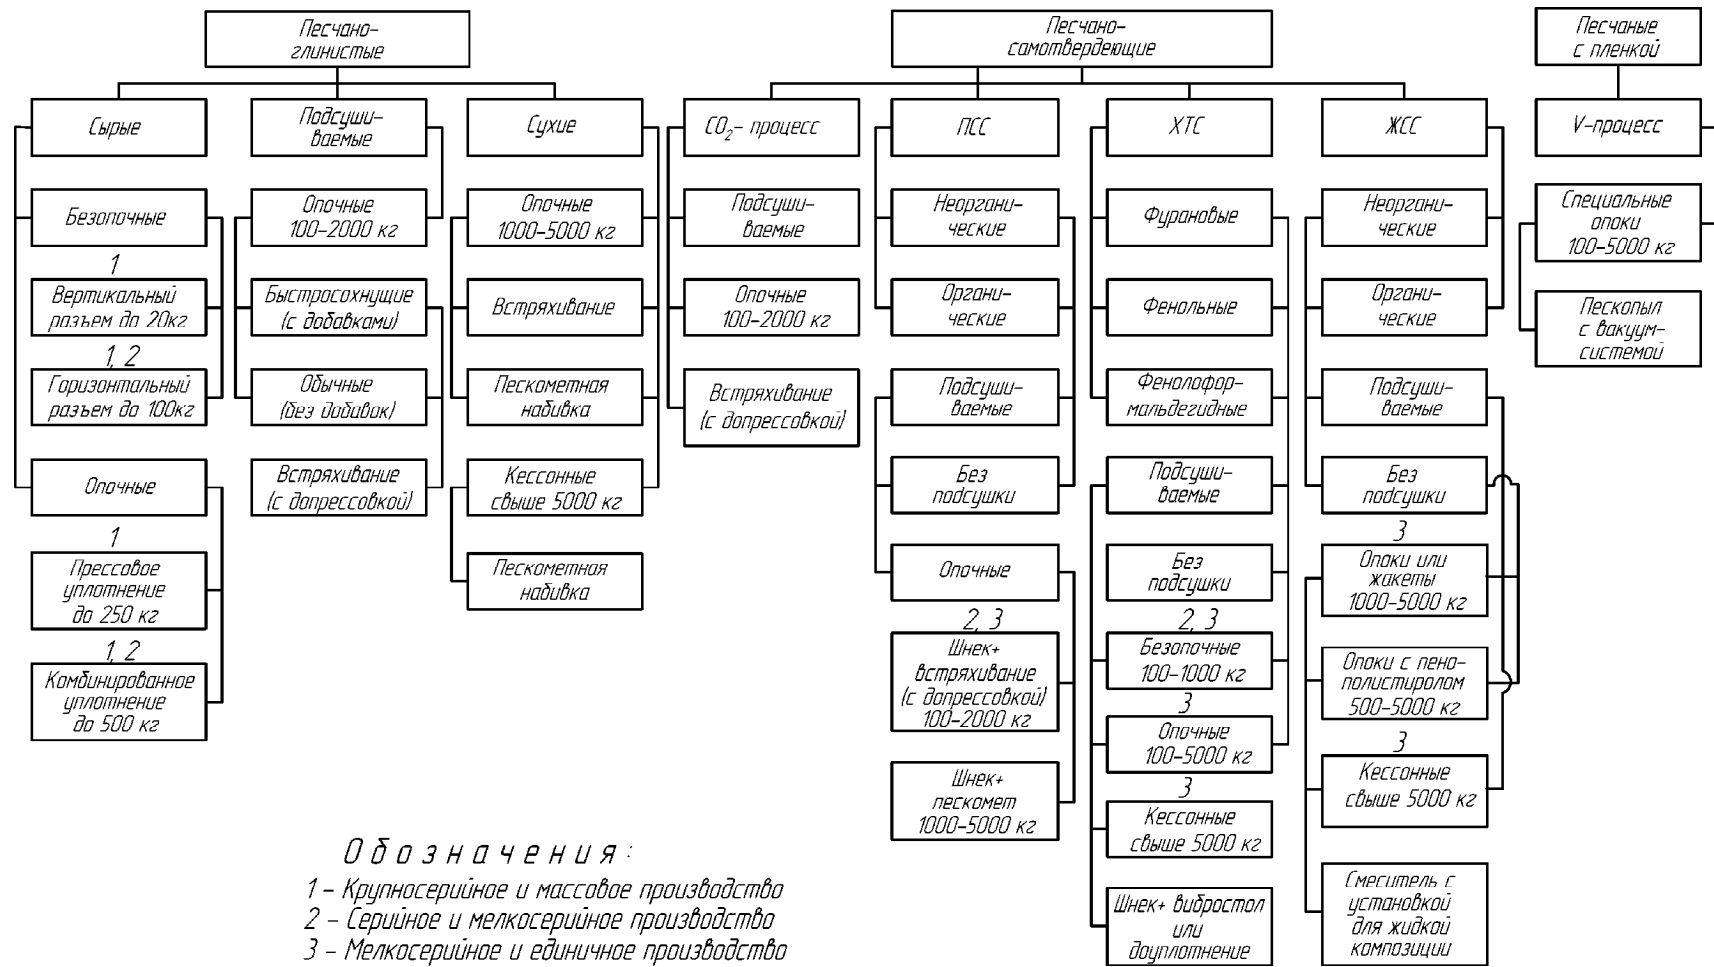 Песчано-
глинистые
Сырые
Безопочные
1
Вертикальный
разъем до 20кг
1, 2
Горизонтальный
разъем до 100кг
Опочные
1
Прессовое
уплотнение
до 250 кг
1, 2
Комбинированное
уплотнение
до 500 кг
Подсуши-
ваемые
Опочные
100-2000 кг
Быстросохнущие
(с добавками)
Обычные
(без добивок)
Встряхивание
(с допрессовкой)
Сухие
Опочные
1000-5000 кг
Встряхивание
Пескометная
набивка
Кессонные
свыше 5000 кг
Пескометная
набивка
Песчано-
самотвердеющие
CO2- процесс
Подсуши-
ваемые
Опочные
100-2000 кг
Встряхивание
(с допрессовкой)
ПСС
Неоргани-
ческие
Органи-
ческие
Подсуши-
ваемые
Без
подсушки
Опочные
2, 3
Шнек+
встряхивание
(с допрессовкой)
100-2000 кг
Шнек+
пескомет
1000-5000 кг
ХТС
Фурановые
Фенольные
Фенолофор-
мальдегидные
Подсуши-
ваемые
Без
подсушки
2, 3
Безопочные
100-1000 кг
3
Опочные
100-5000 кг
3
Кессонные
свыше 5000 кг
Шнек+ вибростол
или
доуплотнение
ЖСС
Неоргани-
ческие
Органи-
ческие
Подсуши-
ваемые
Без
подсушки
3
Опоки или
жакеты
1000-5000 кг
Опоки с пено-
полистиролом
500-5000 кг
3
Кессонные
свыше 5000 кг
Смеситель с
установкой
для жидкой
композиции
Песчаные
с пленкой
V-процесс
Специальные
опоки
100-5000 кг
Пескопыл
с вакуум-
системой
Обозначения:
1 - Крупносерийное и массовое производство
2 - Серийное и мелкосерийное производство
3 - Мелкосерийное и единичное производство